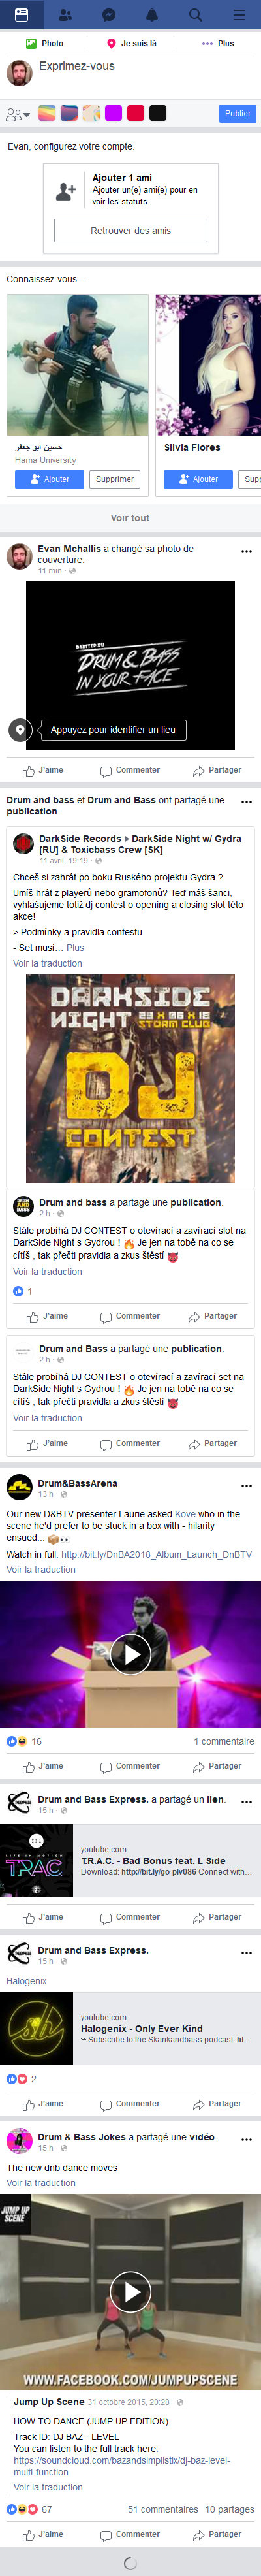 Photo
Je suis là
Plus
Exprimez-vous
Publier
Evan, configurez votre compte.
Ajouter 1 ami
Ajouter un(e) ami(e) pour en
voir les statuts.
Retrouver des amis
Connaissez-vous...
حسين أبو جعفر
Hama University
Ajouter
Supprimer
Silvia Flores
Ajouter
Supp
Voir tout
Evan Mchallis a changé sa photo de
couverture.
11 min
DABSTEP.RU
DRUM & BASS
IN YOUR FACE
Appuyez pour identifier un lieu
J'aime
Commenter
Partager
Drum and bass et Drum and Bass ont partagé une
publication.
DarkSide Records ▸ DarkSide Night w/ Gydra
[RU] & Toxicbass Crew [SK]
11 avril, 19:19
Chceš si zahrát po boku Ruského projektu Gydra ?
Umíš hrát z playerů nebo gramofonů? Teď máš šanci,
vyhlašujeme totiž dj contest o opening a closing slot této
akce!
> Podmínky a pravidla contestu
- Set musí… Plus
Voir la traduction
DARKSIDE
NIGHT 23 x 06 x 18
STORM CLUB
DJ
CONTEST
Drum and bass a partagé une publication.
2 h
Stále probíhá DJ CONTEST o otevírací a zavírací slot na
DarkSide Night s Gydrou ! 🔥 Je jen na tobě na co se
cítíš , tak přečti pravidla a zkus štěstí 😈
Voir la traduction
1
J'aime
Commenter
Partager
Drum and Bass a partagé une publication.
2 h
Stále probíhá DJ CONTEST o otevírací a zavírací set na
DarkSide Night s Gydrou ! 🔥 Je jen na tobě na co se
cítíš , tak přečti pravidla a zkus štěstí 😈
Voir la traduction
J'aime
Commenter
Partager
Drum&BassArena
13 h
Our new D&BTV presenter Laurie asked Kove who in the
scene he'd prefer to be stuck in a box with - hilarity
ensued... 📦👀
Watch in full: http://bit.ly/DnBA2018_Album_Launch_DnBTV
Voir la traduction
16
1 commentaire
J'aime
Commenter
Partager
Drum and Bass Express. a partagé un lien.
15 h
LIFE IN MOTION
TRAC
youtube.com
T.R.A.C. - Bad Bonus feat. L Side
Download: http://bit.ly/go-plv086 Connect with...
J'aime
Commenter
Partager
Drum and Bass Express.
15 h
Halogenix
sh
youtube.com
Halogenix - Only Ever Kind
↪ Subscribe to the Skankandbass podcast: ht...
2
J'aime
Commenter
Partager
Drum & Bass Jokes a partagé une vidéo.
15 h
The new dnb dance moves
Voir la traduction
JUMP UP
SCENE
WWW.FACEBOOK.COM/JUMPUPSCENE
Jump Up Scene 31 octobre 2015, 20:28
HOW TO DANCE (JUMP UP EDITION)
Track ID: DJ BAZ - LEVEL
You can listen to the full track here:
https://soundcloud.com/bazandsimplistix/dj-baz-level-
multi-function
Voir la traduction
67
51 commentaires
10 partages
J'aime
Commenter
Partager